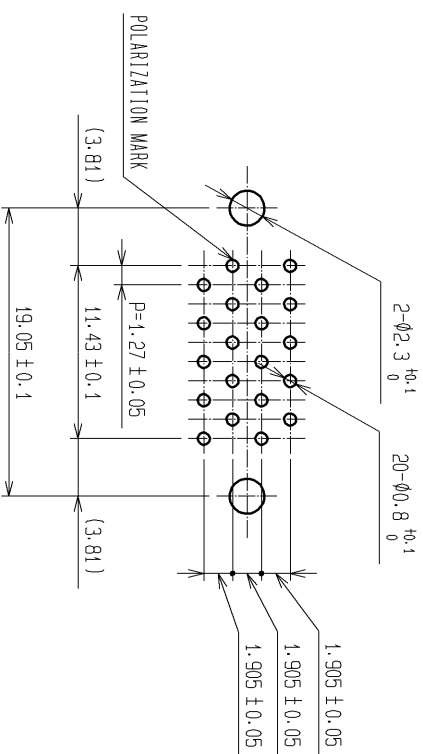 2-Ø2.3 +0.1 0
20-Ø0.8 +0.1 0
POLARIZATION MARK
(3.81)
P=1.27 ±0.05
11.43 ±0.1
19.05 ±0.1
(3.81)
1.905 ±0.05
1.905 ±0.05
1.905 ±0.05